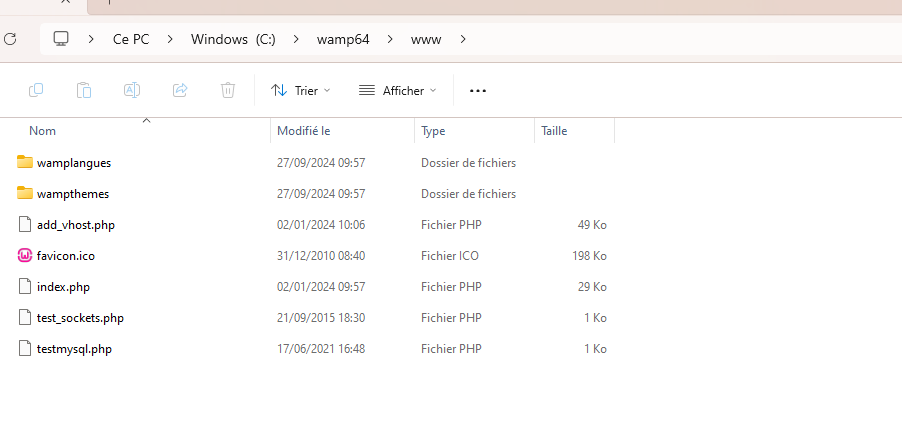 Ce PC > Windows (C:) > wamp64 > www >
Trier Afficher
Nom Modifié le Type Taille
wamplangues 27/09/2024 09:57 Dossier de fichiers
wampthemes 27/09/2024 09:57 Dossier de fichiers
add_vhost.php 02/01/2024 10:06 Fichier PHP 49 Ko
favicon.ico 31/12/2010 08:40 Fichier ICO 198 Ko
index.php 02/01/2024 09:57 Fichier PHP 29 Ko
test_sockets.php 21/09/2015 18:30 Fichier PHP 1 Ko
testmysql.php 17/06/2021 16:48 Fichier PHP 1 Ko